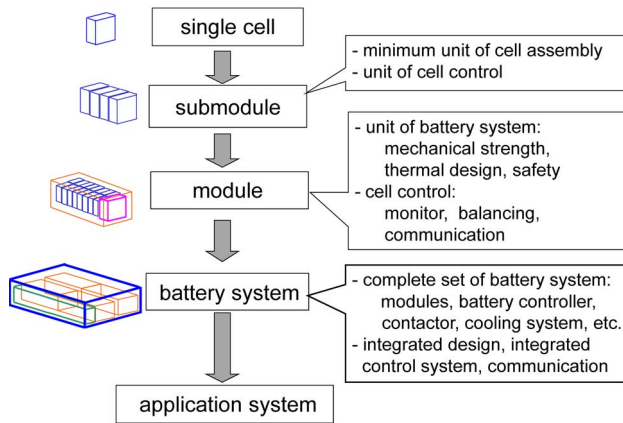 single cell
- minimum unit of cell assembly
- unit of cell control
submodule
- unit of battery system:
mechanical strength,
thermal design, safety
- cell control:
monitor, balancing,
communication
module
battery system
- complete set of battery system:
modules, battery controller,
contactor, cooling system, etc.
- integrated design, integrated
control system, communication
application system